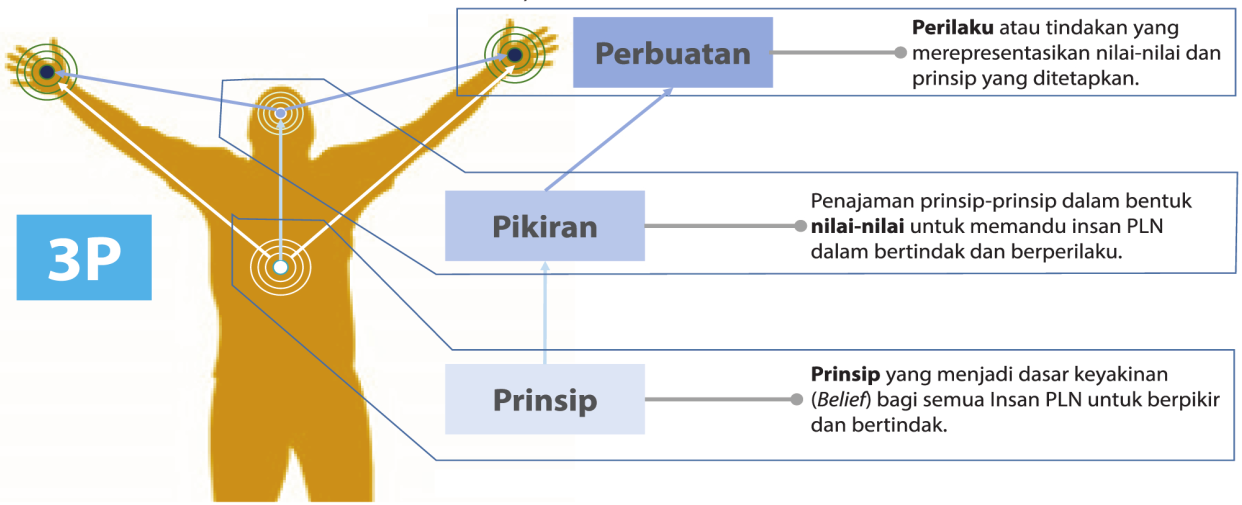 Perbuatan
Perilaku atau tindakan yang
merepresentasikan nilai-nilai dan
prinsip yang ditetapkan.
3P
Pikiran
Penajaman prinsip-prinsip dalam bentuk
nilai-nilai untuk memandu insan PLN
dalam bertindak dan berperilaku.
Prinsip
Prinsip yang menjadi dasar keyakinan
(Belief) bagi semua Insan PLN untuk berpikir
dan bertindak.